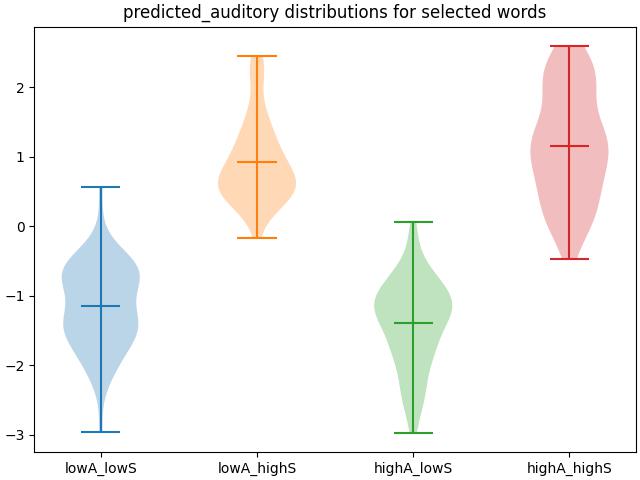 predicted_auditory distributions for selected words
2
1
0
−1
−2
−3
lowA_lowS
lowA_highS
highA_lowS
highA_highS